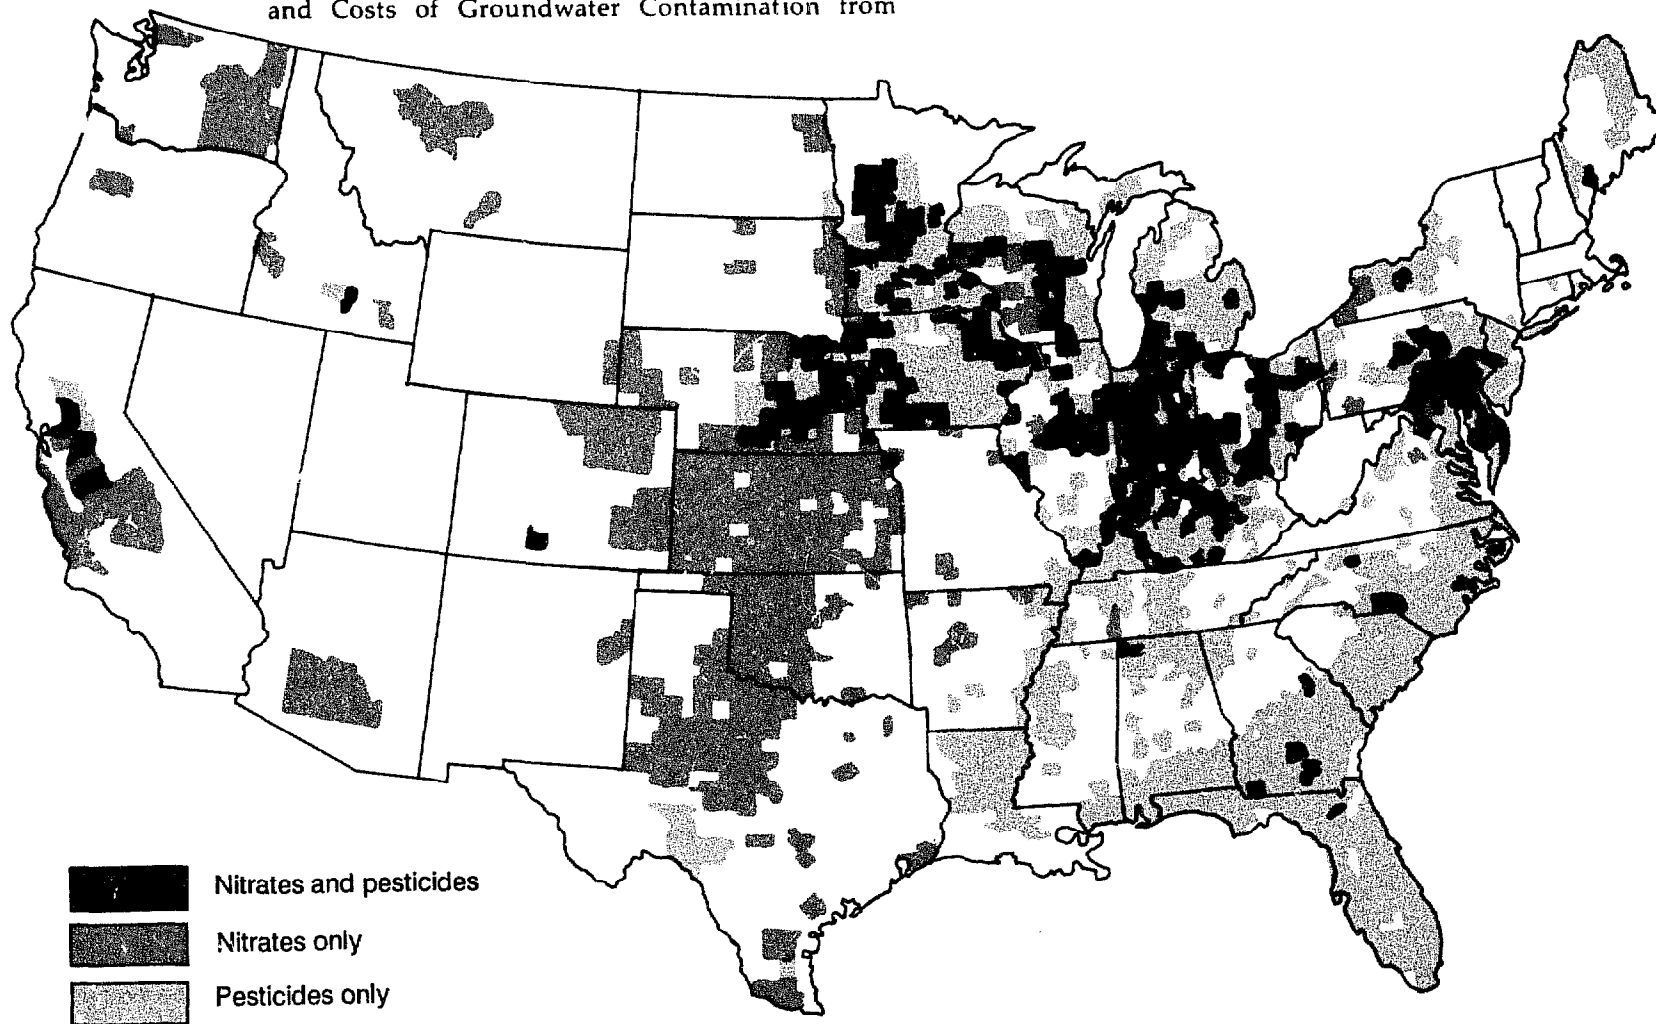 and Costs of Groundwater Contamination from
Nitrates and pesticides
Nitrates only
Pesticides only